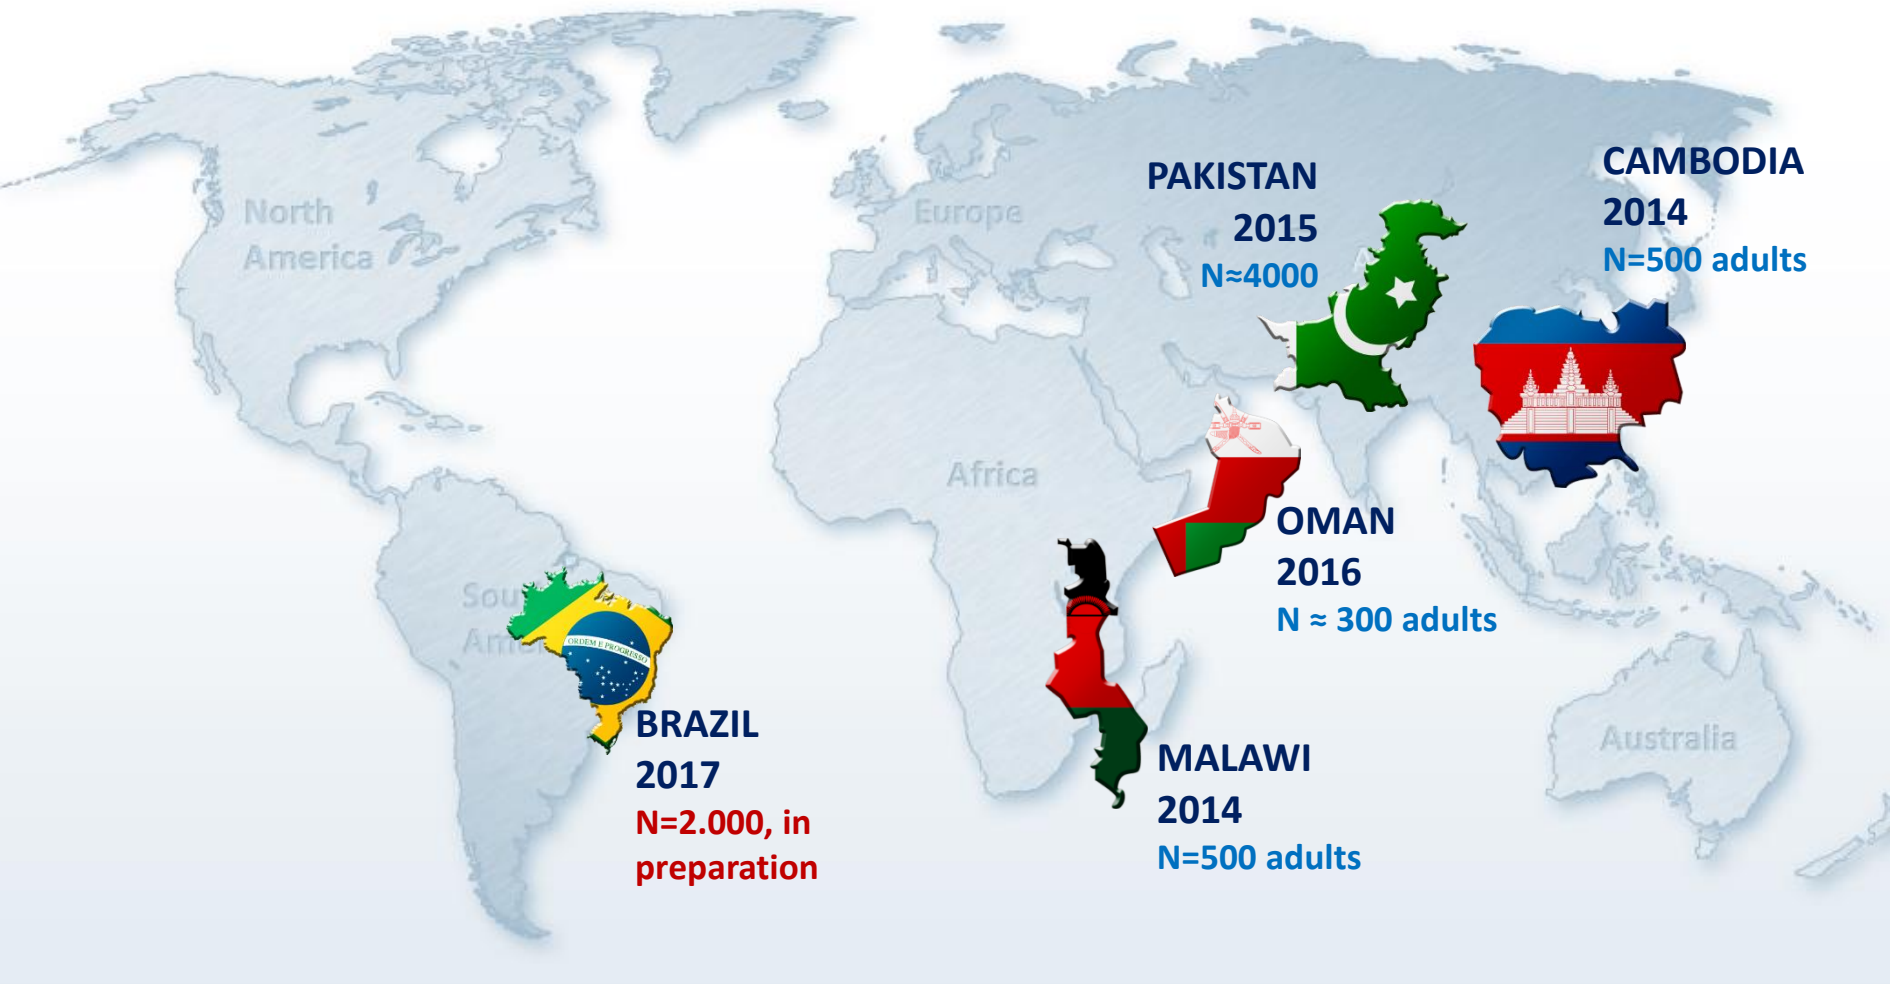 North
America
Europe
PAKISTAN
2015
N≈4000
CAMBODIA
2014
N=500 adults
Africa
OMAN
2016
N ≈ 300 adults
ORDEM E PROGRESSO
BRAZIL
2017
N=2.000, in
preparation
MALAWI
2014
N=500 adults
Australia